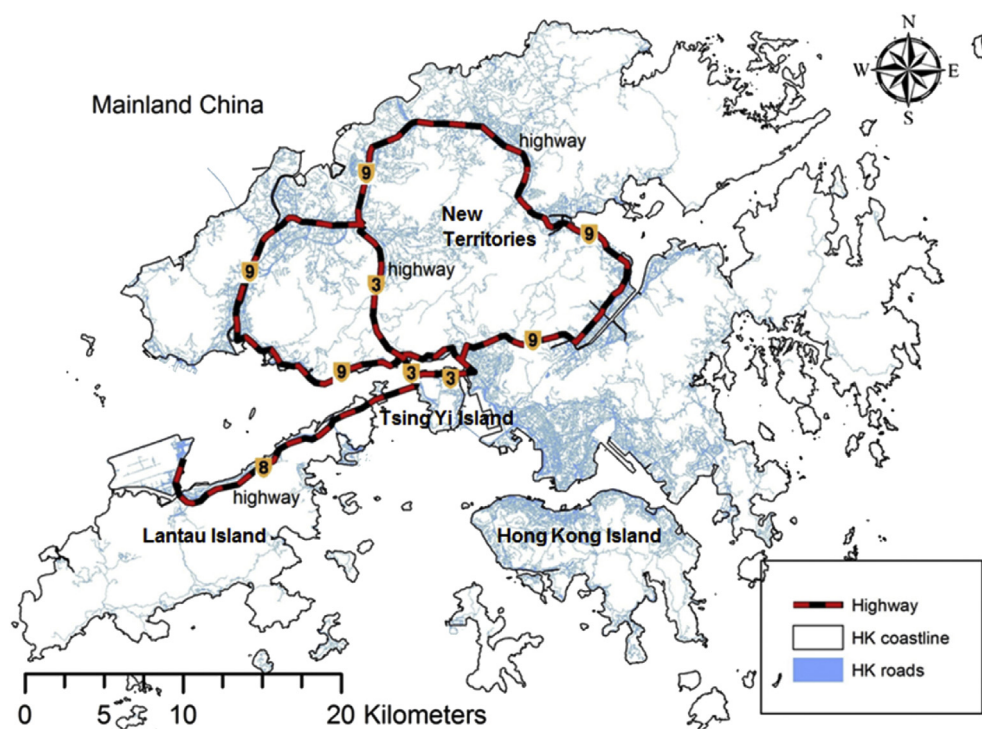 N
W E
S
Mainland China
highway
9
New
Territories
9
highway
9
3
9
9
3
3
Tsing Yi Island
8
highway
Lantau Island
Hong Kong Island
Highway
HK coastline
HK roads
0 5 10 20 Kilometers